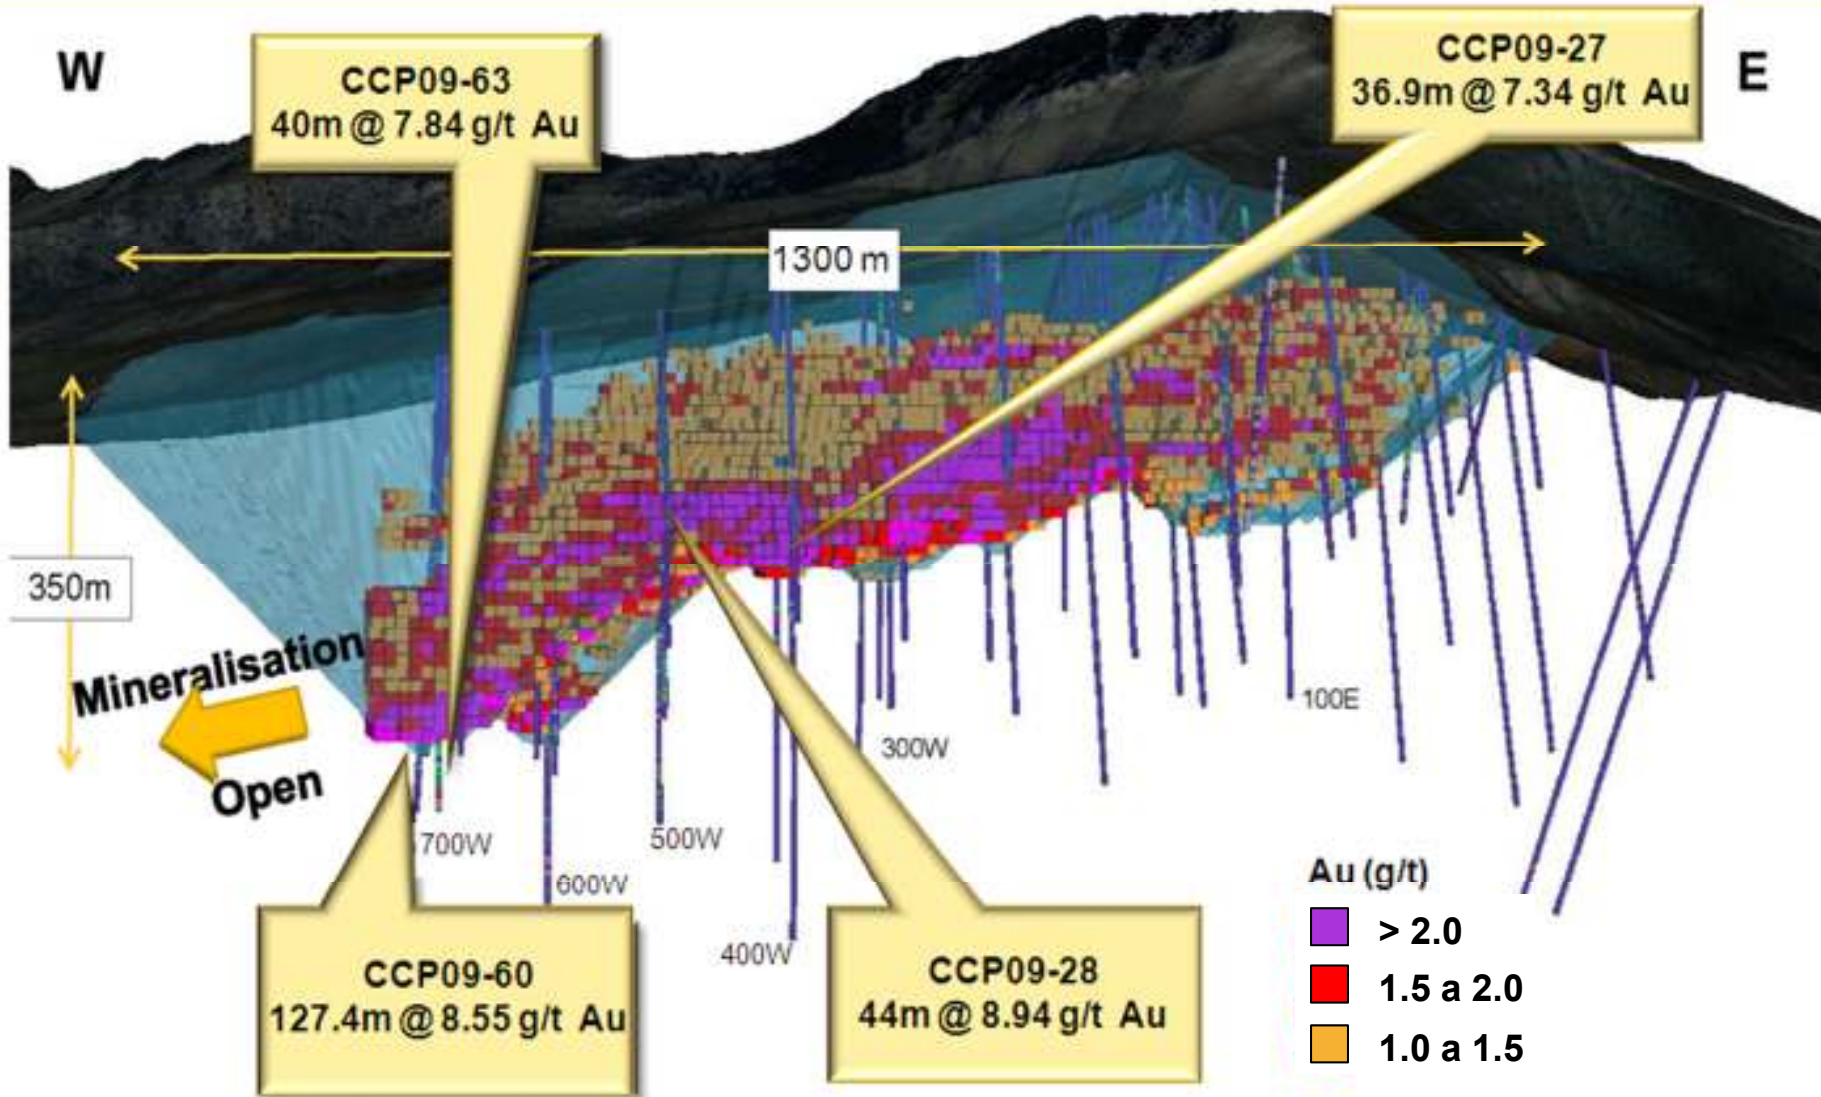 W
CCP09-63
40m @ 7.84 g/t Au
CCP09-27
36.9m @ 7.34 g/t Au
E
1300 m
350m
Mineralisation
Open
100E
300W
700W
500W
600W
400W
CCP09-60
127.4m @ 8.55 g/t Au
CCP09-28
44m @ 8.94 g/t Au
Au (g/t)
> 2.0
1.5 a 2.0
1.0 a 1.5